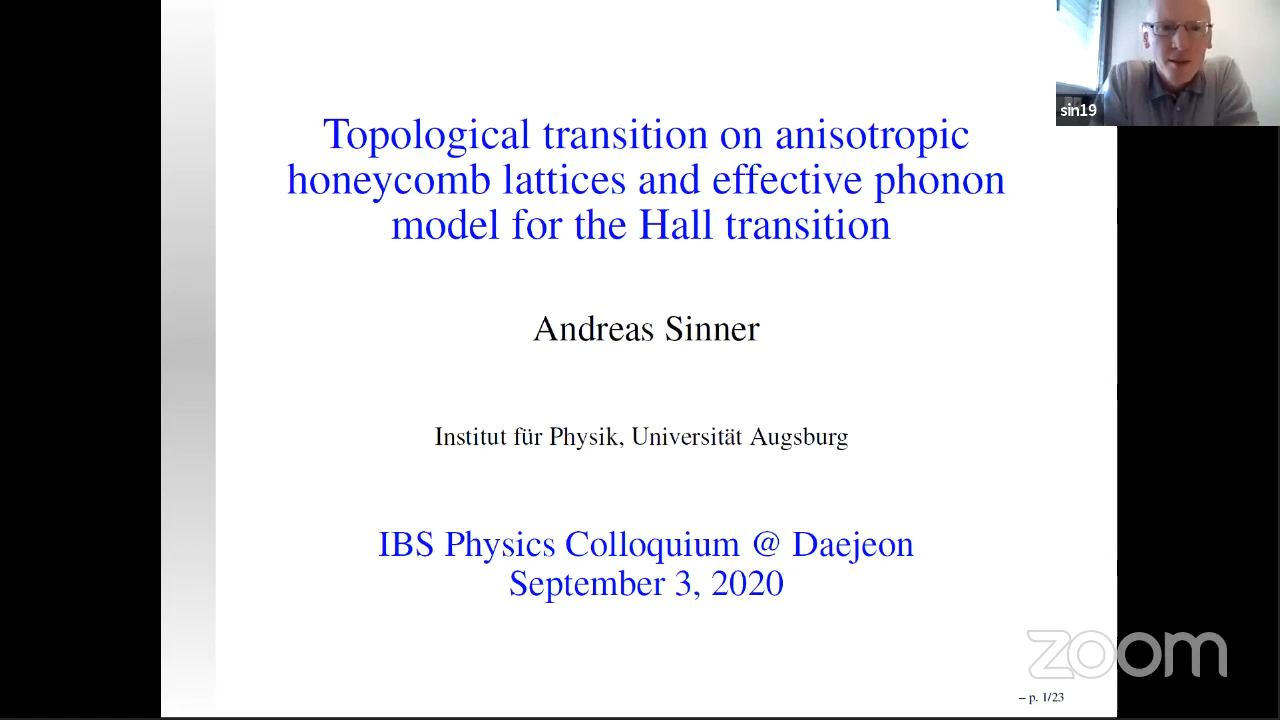 Topological transition on anisotropic
honeycomb lattices and effective phonon
model for the Hall transition
Andreas Sinner
Institut für Physik, Universität Augsburg
IBS Physics Colloquium @ Daejeon
September 3, 2020
– p. 1/23
sin19
zoom